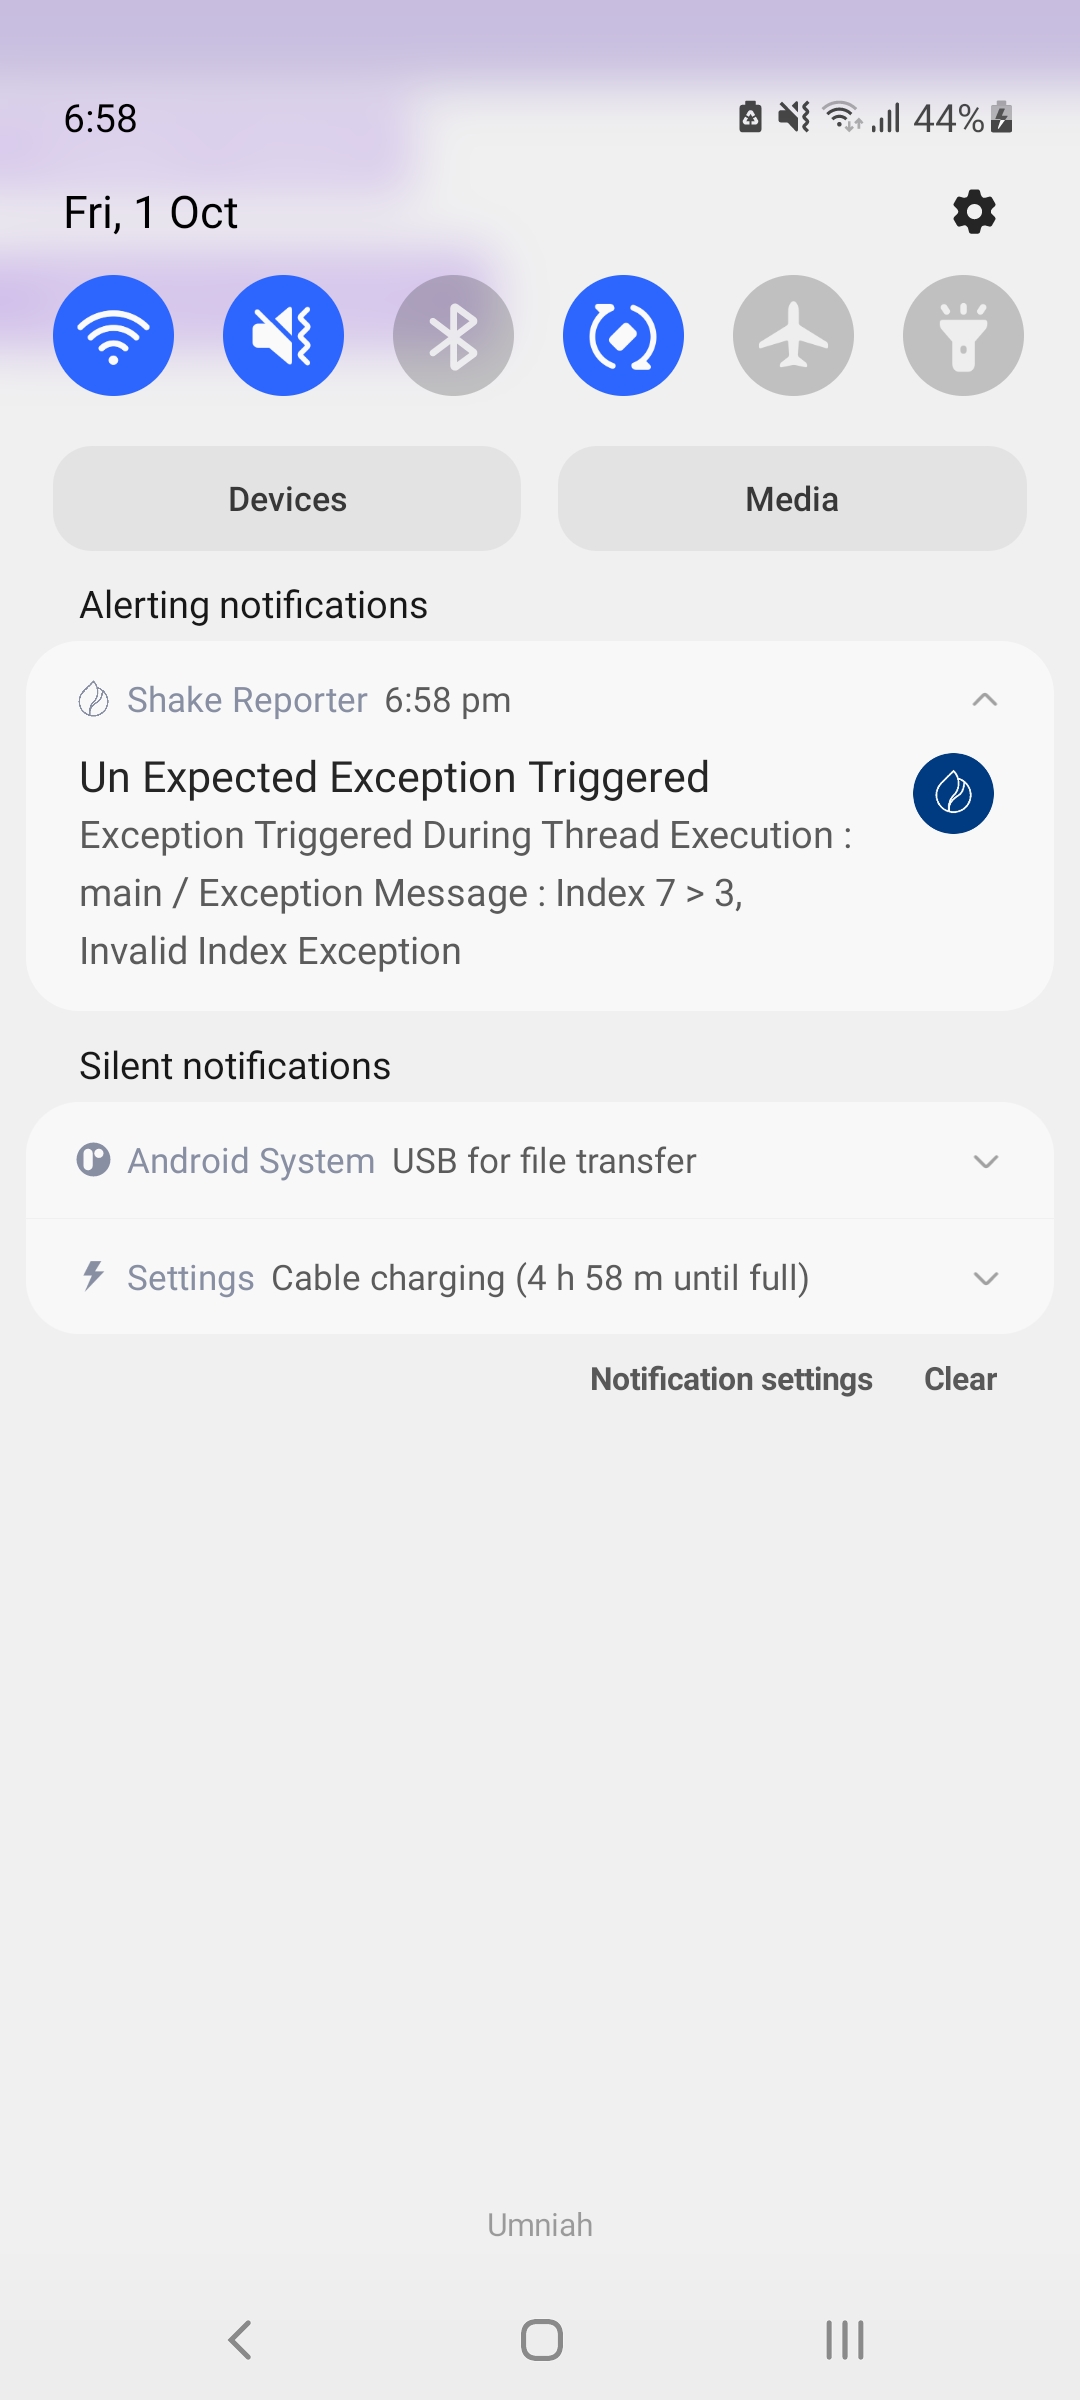 6:58
44%
Fri, 1 Oct
Devices
Media
Alerting notifications
Shake Reporter 6:58 pm
Un Expected Exception Triggered
Exception Triggered During Thread Execution :
main / Exception Message : Index 7 > 3,
Invalid Index Exception
Silent notifications
Android System USB for file transfer
Settings Cable charging (4 h 58 m until full)
Notification settings
Clear
Umniah